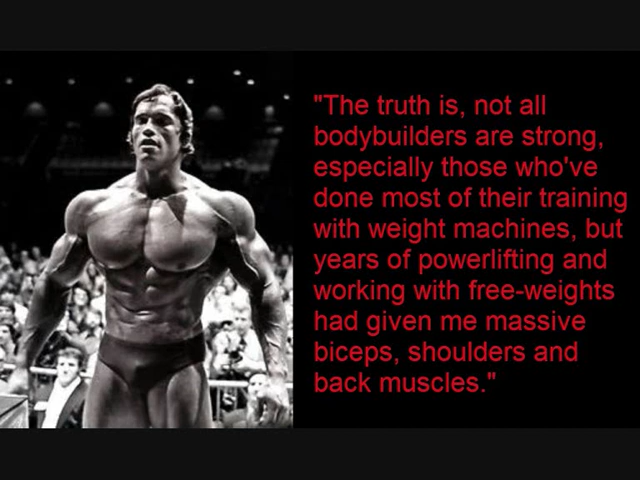 "The truth is, not all
bodybuilders are strong,
especially those who've
done most of their training
with weight machines, but
years of powerlifting and
working with free-weights
had given me massive
biceps, shoulders and
back muscles."